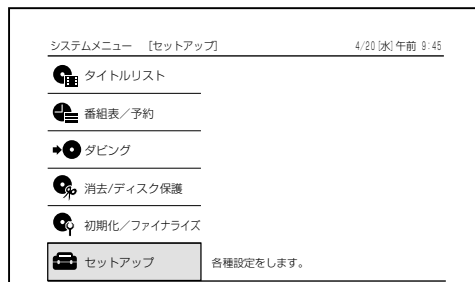 システムメニュー [セットアップ] 4/20[水]午前 9:45
タイトルリスト
番組表／予約
ダビング
消去/ディスク保護
初期化／ファイナライズ
セットアップ 各種設定をします。